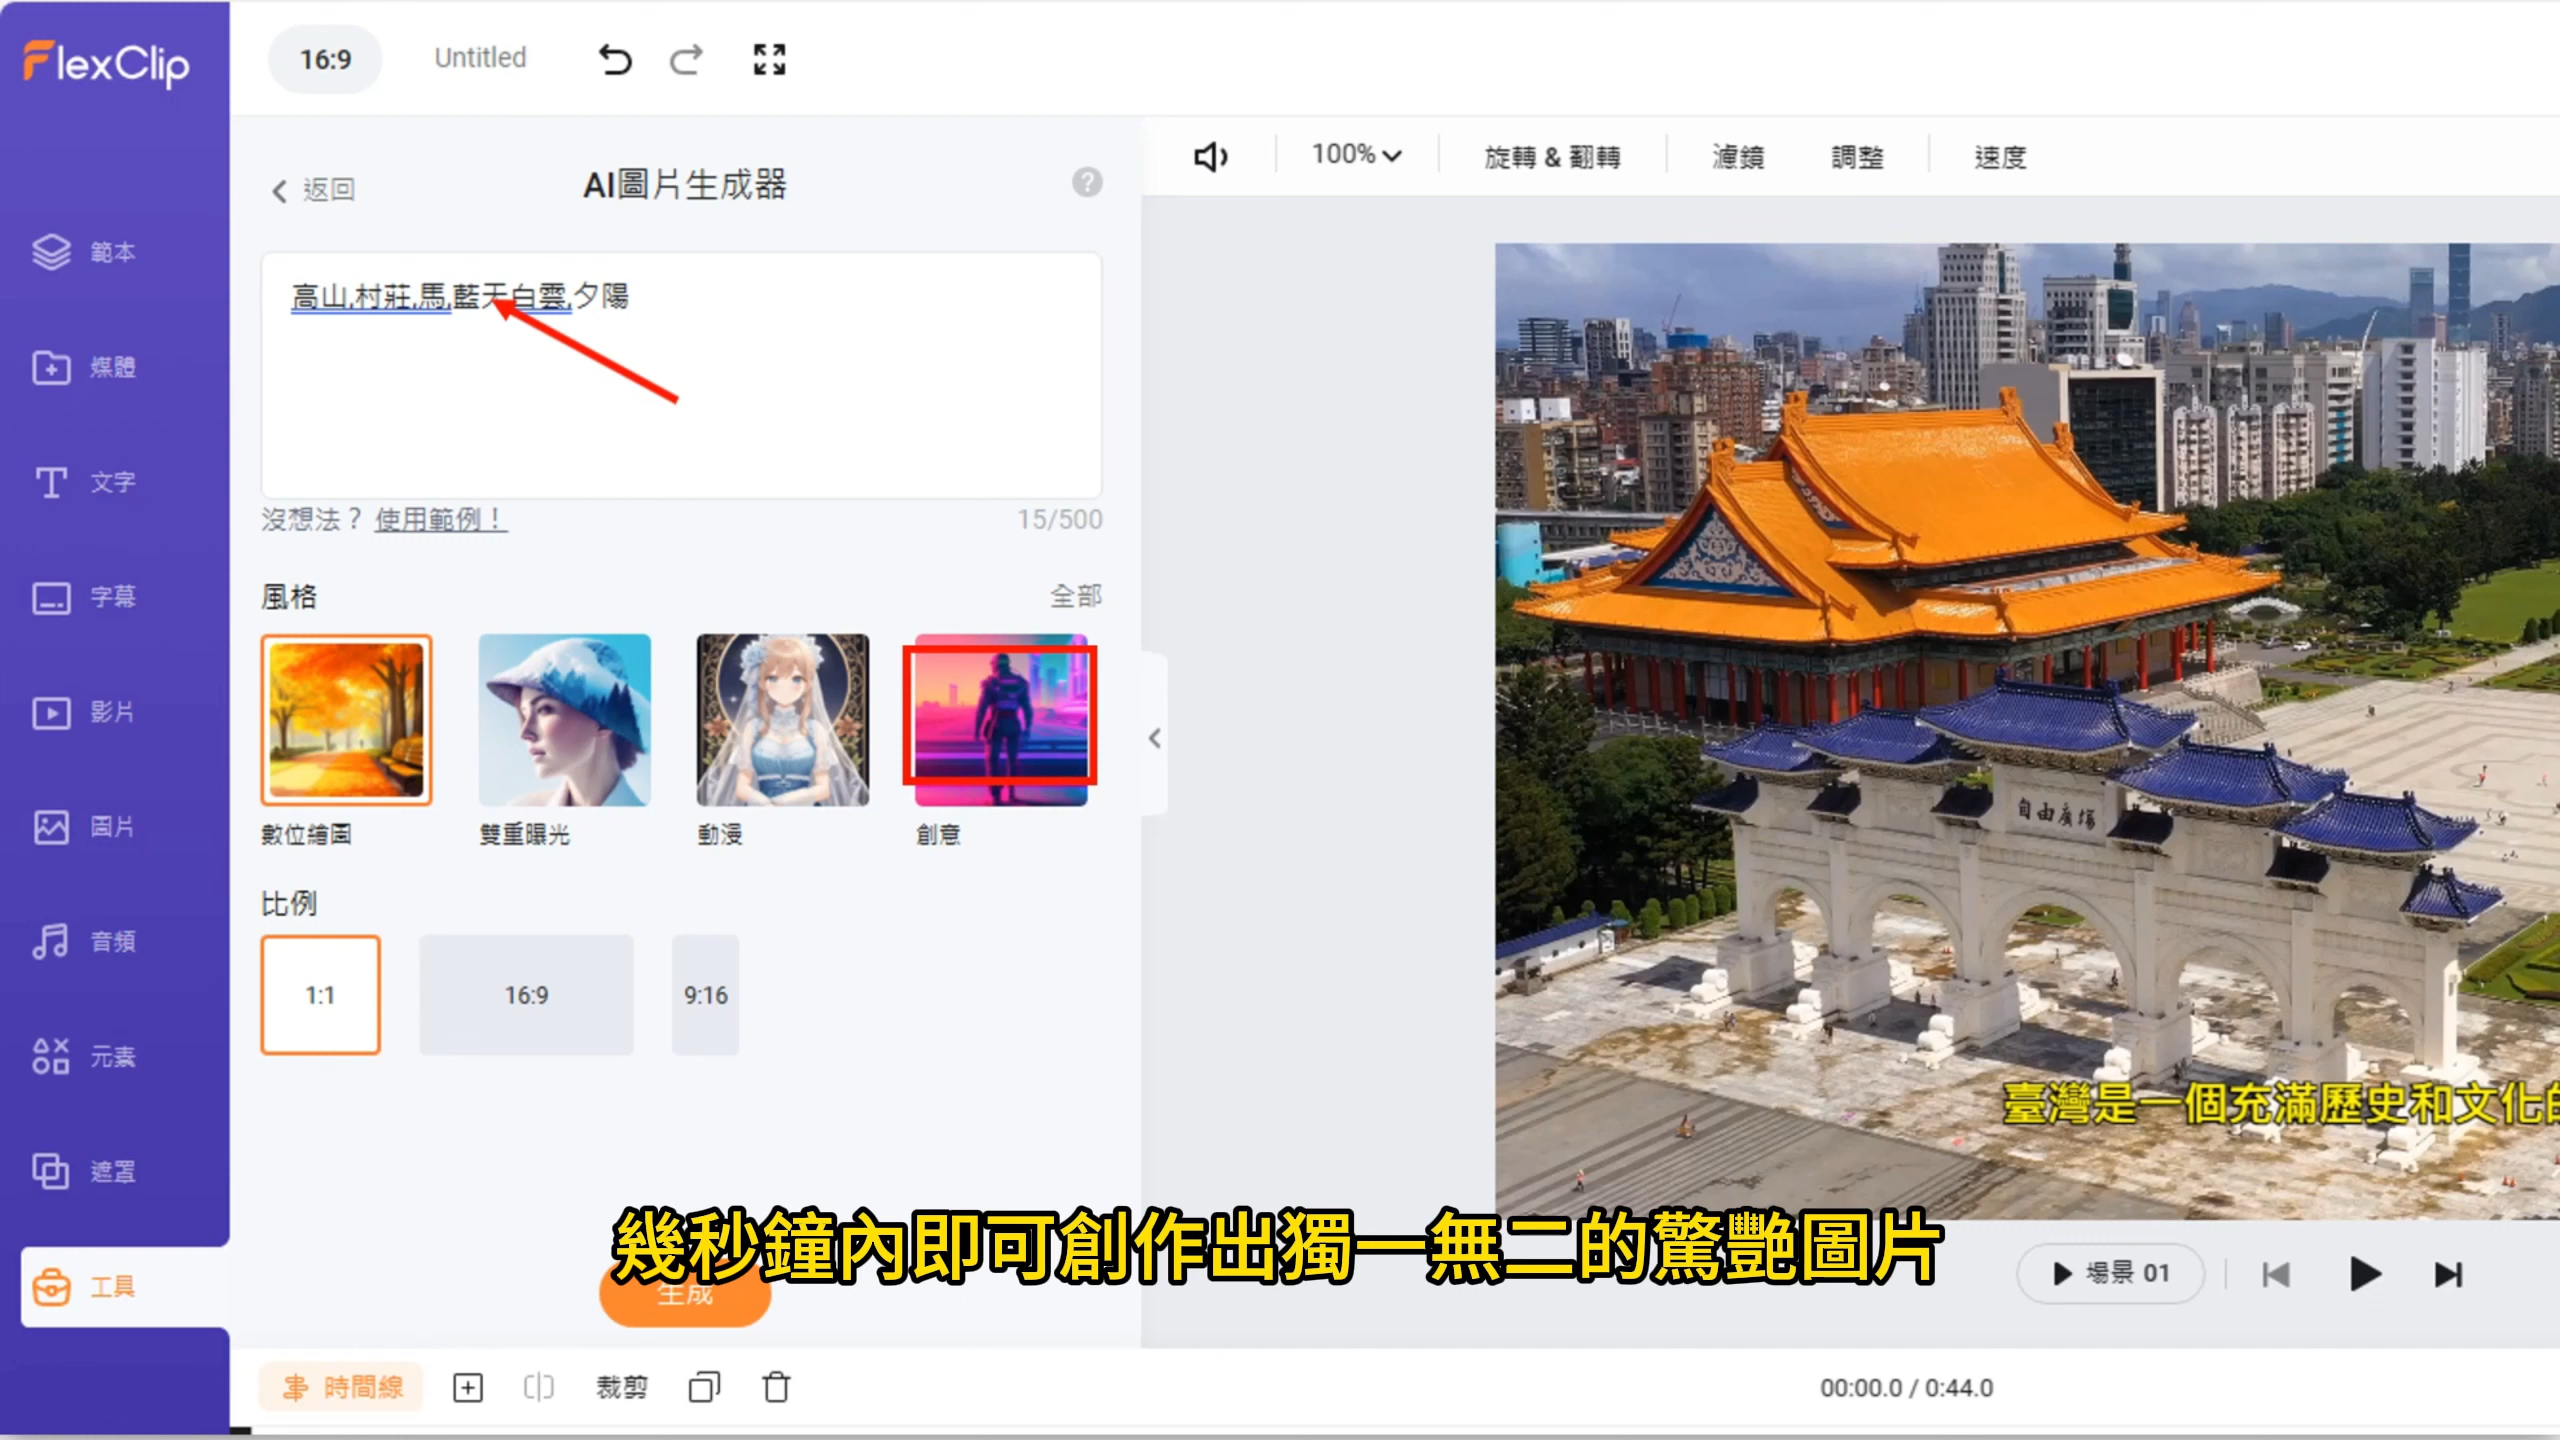 FlexClip
16:9
Untitled
返回
AI圖片生成器
?
100%
旋轉 & 翻轉
濾鏡
調整
速度
範本
媒體
文字
字幕
影片
圖片
音頻
元素
遮罩
工具
高山,村莊,馬,藍天白雲,夕陽
沒想法？ 使用範例！
15/500
風格
全部
數位繪圖
雙重曝光
動漫
創意
比例
1:1
16:9
9:16
自由廣場
臺灣是一個充滿歷史和文化的
幾秒鐘內即可創作出獨一無二的驚艷圖片
生成
場景 01
時間線
裁剪
00:00.0 / 0:44.0